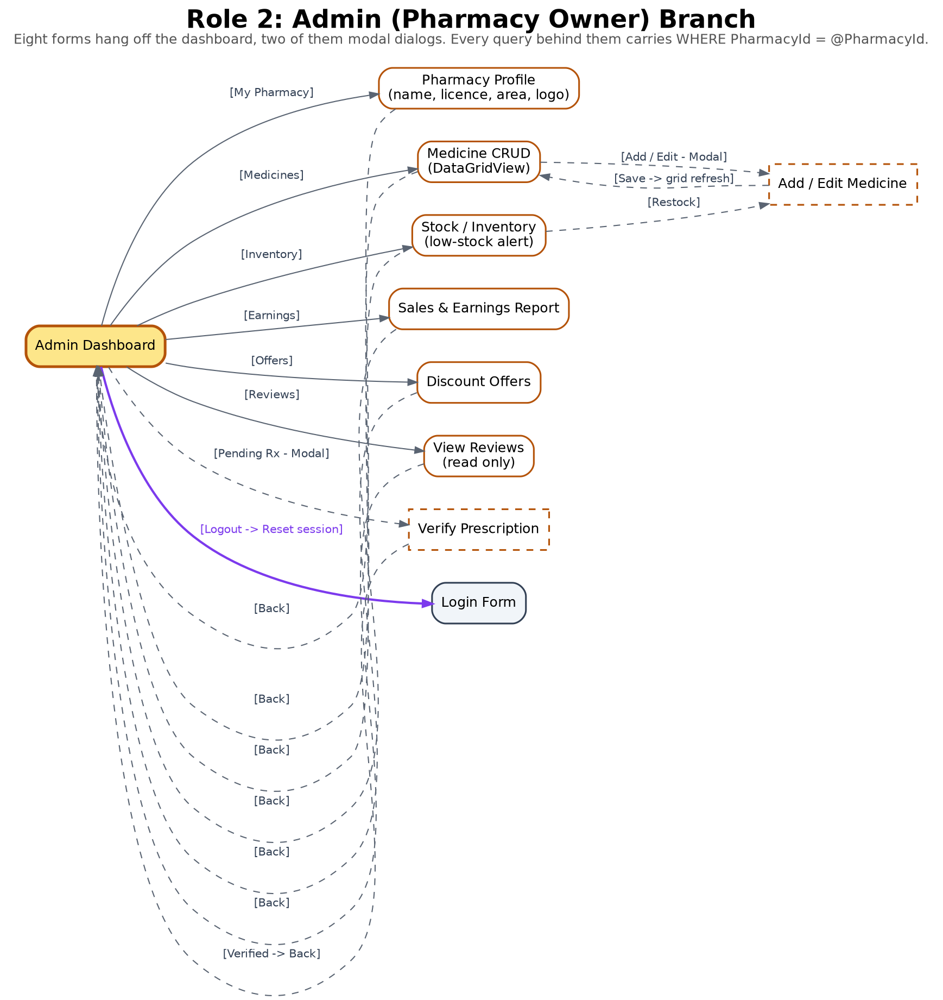 Role 2: Admin (Pharmacy Owner) Branch
Eight forms hang off the dashboard, two of them modal dialogs. Every query behind them carries WHERE PharmacyId = @PharmacyId.
Pharmacy Profile
(name, licence, area, logo)
[My Pharmacy]
Medicine CRUD
(DataGridView)
[Add / Edit - Modal]
[Medicines]
[Save -> grid refresh]
Add / Edit Medicine
[Restock]
Stock / Inventory
(low-stock alert)
[Inventory]
Sales & Earnings Report
[Earnings]
Admin Dashboard
[Offers]
Discount Offers
[Reviews]
View Reviews
(read only)
[Pending Rx - Modal]
Verify Prescription
[Logout -> Reset session]
Login Form
[Back]
[Back]
[Back]
[Back]
[Back]
[Back]
[Verified -> Back]